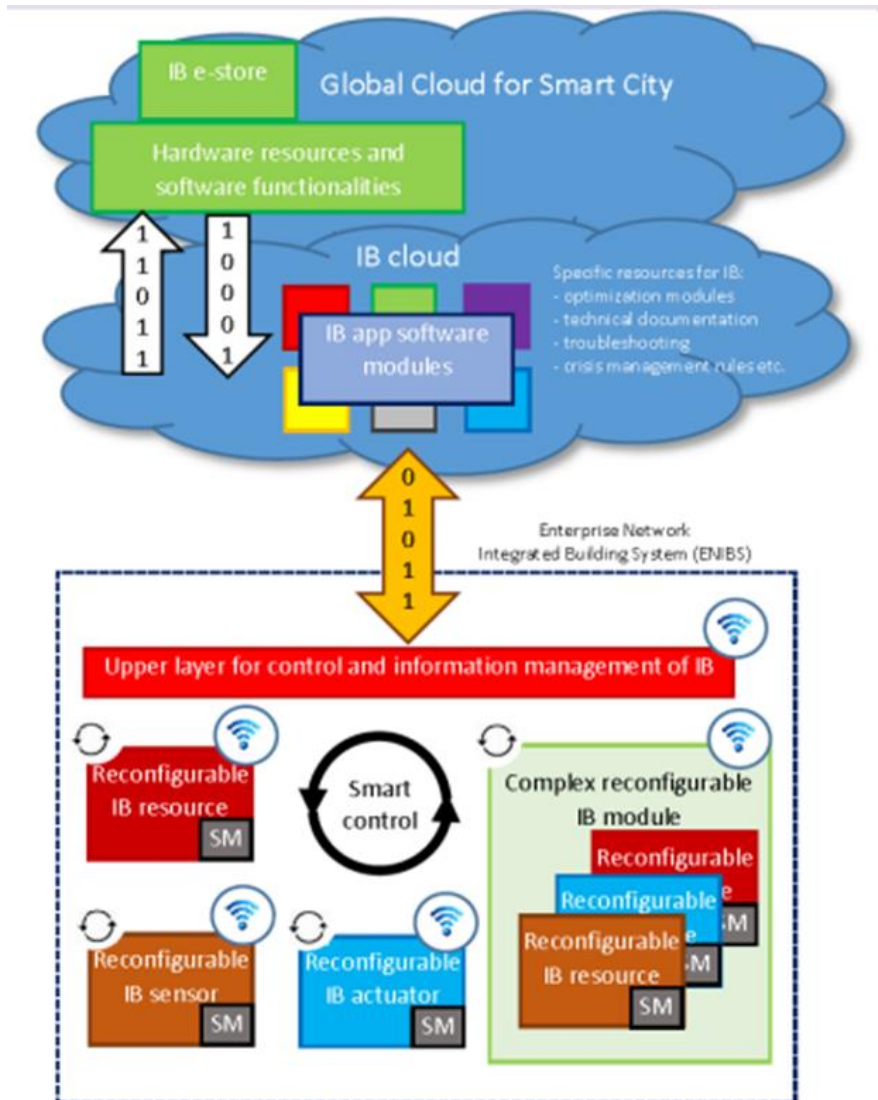 IB e-store
Global Cloud for Smart City
Hardware resources and
software functionalities
1
1
0
1
1
1
0
0
0
1
IB cloud
Specific resources for IB:
- optimization modules
- technical documentation
- troubleshooting
- crisis management rules etc.
IB app software
modules
0
1
0
1
1
Enterprise Network
Integrated Building System (ENIBS)
Upper layer for control and information management of IB
Reconfigurable
IB resource
SM
Smart
control
Complex reconfigurable
IB module
Reconfigurable
e
SM
Reconfigurable
e
SM
Reconfigurable
IB resource
SM
Reconfigurable
IB sensor
SM
Reconfigurable
IB actuator
SM